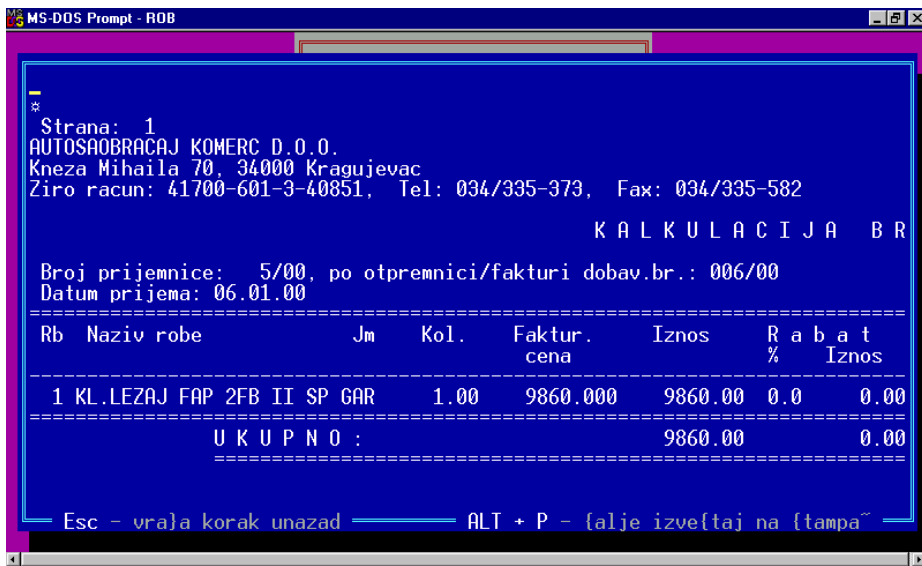 MS-DOS Prompt - ROB
Strana: 1
AUTOSAOBRACAJ KOMERC D.O.O.
Kneza Mihaila 70, 34000 Kragujevac
Ziro racun: 41700-601-3-40851, Tel: 034/335-373, Fax: 034/335-582
K A L K U L A C I J A B R
Broj prijemnice: 5/00, po otpremnici/fakturi dobav.br.: 006/00
Datum prijema: 06.01.00
Rb Naziv robe Jm Kol. Faktur. Iznos R a b a t
cena % Iznos
1 KL.LEZAJ FAP 2FB II SP GAR 1.00 9860.000 9860.00 0.0 0.00
U K U P N O : 9860.00 0.00
Esc - vra}a korak unazad ALT + P - {alje izve{taj na {tampa~